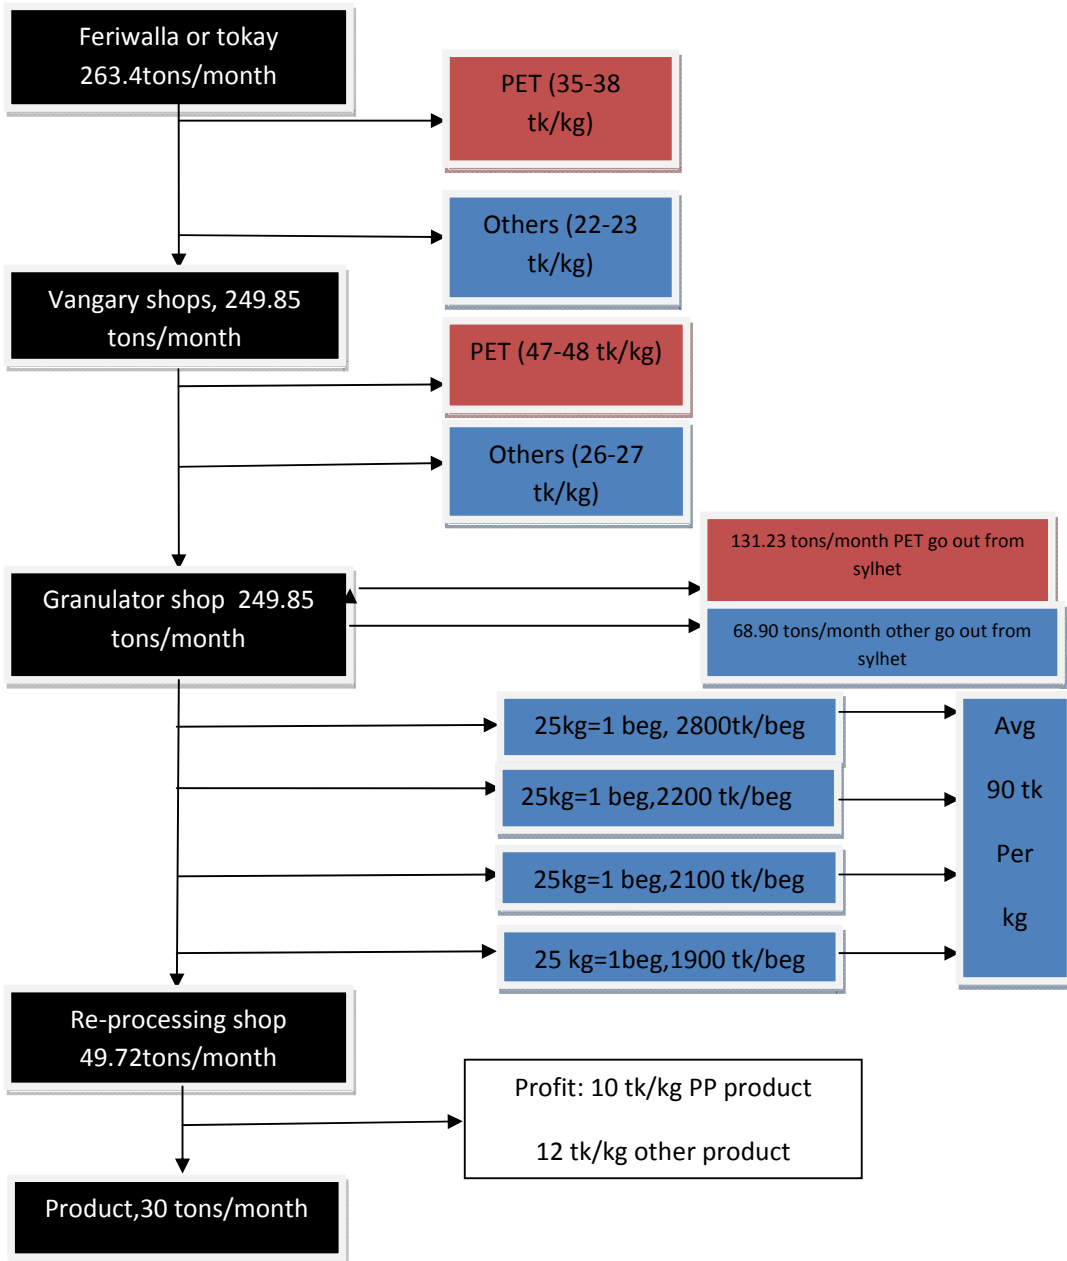 Feriwalla or tokay
263.4tons/month
PET (35-38
tk/kg)
Others (22-23
tk/kg)
Vangary shops, 249.85
tons/month
PET (47-48 tk/kg)
Others (26-27
tk/kg)
131.23 tons/month PET go out from
sylhet
Granulator shop 249.85
tons/month
68.90 tons/month other go out from
sylhet
25kg=1 beg, 2800tk/beg
25kg=1 beg,2200 tk/beg
25kg=1 beg,2100 tk/beg
25 kg=1beg,1900 tk/beg
Avg
90 tk
Per
kg
Re-processing shop
49.72tons/month
Profit: 10 tk/kg PP product
12 tk/kg other product
Product,30 tons/month